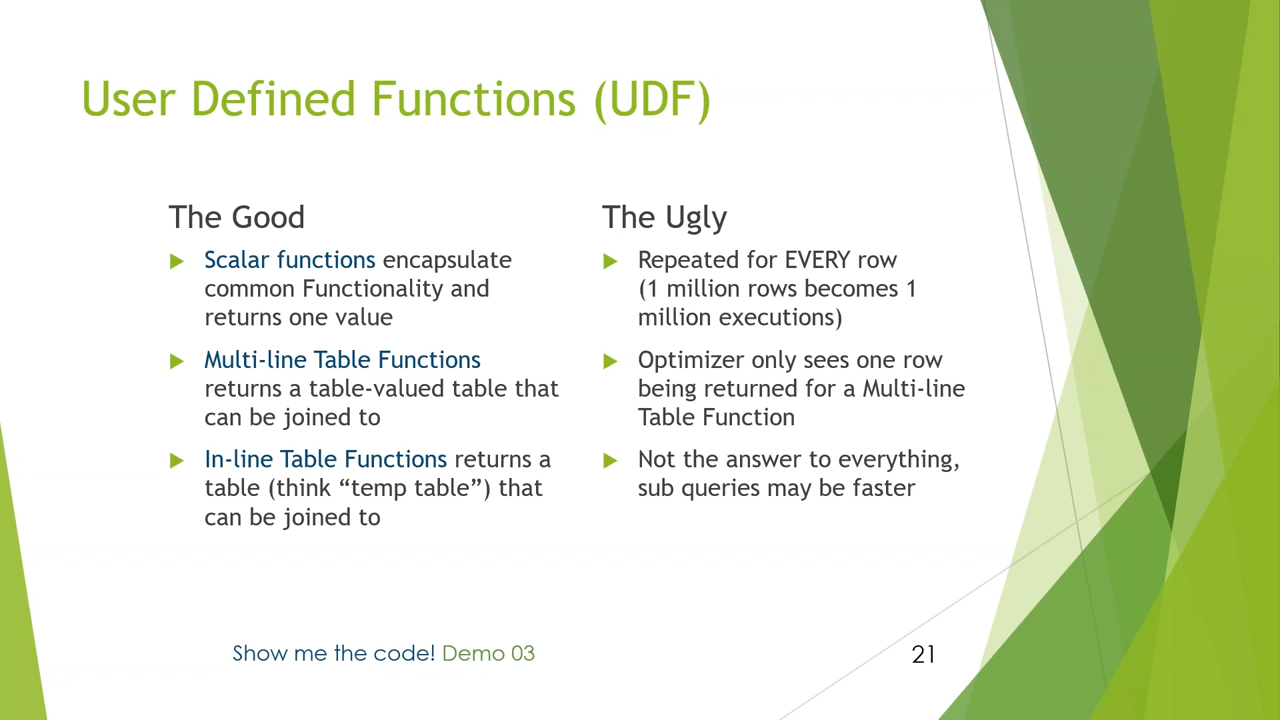 User Defined Functions (UDF)
The Good
Scalar functions encapsulate
common Functionality and
returns one value
Multi-line Table Functions
returns a table-valued table that
can be joined to
In-line Table Functions returns a
table (think “temp table”) that
can be joined to
The Ugly
Repeated for EVERY row
(1 million rows becomes 1
million executions)
Optimizer only sees one row
being returned for a Multi-line
Table Function
Not the answer to everything,
sub queries may be faster
Show me the code! Demo 03
21